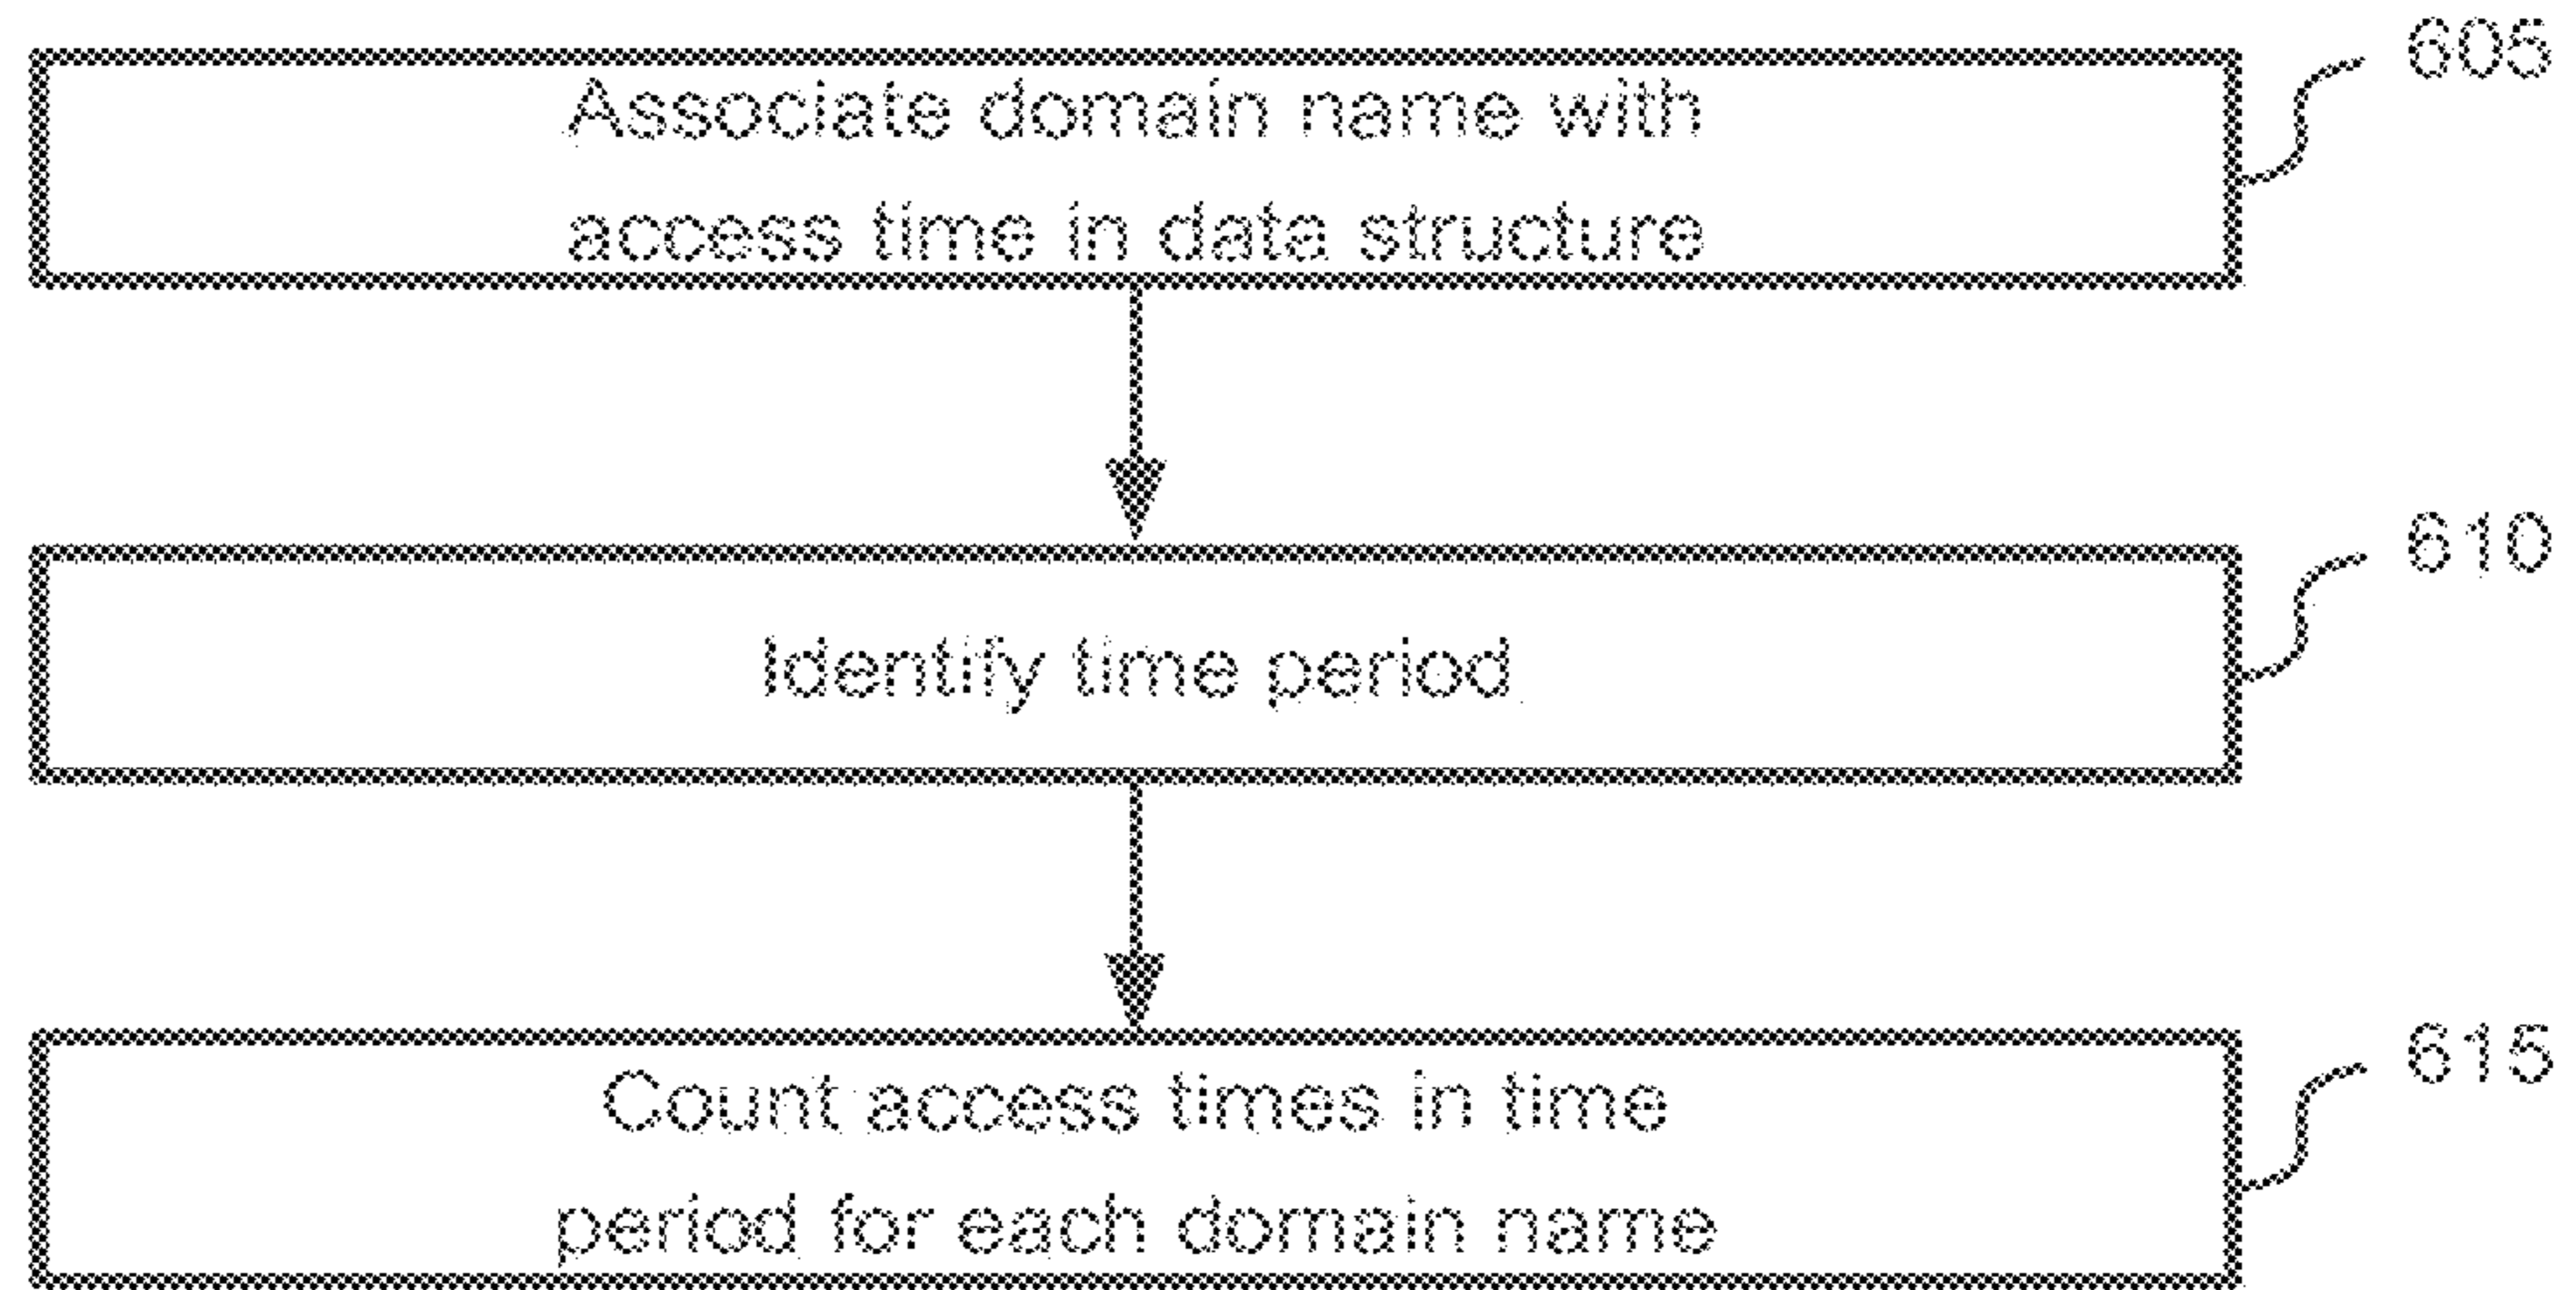 605
Associate domain name with
access time in data structure
610
Identify time period
615
Count access times in time
period for each domain name